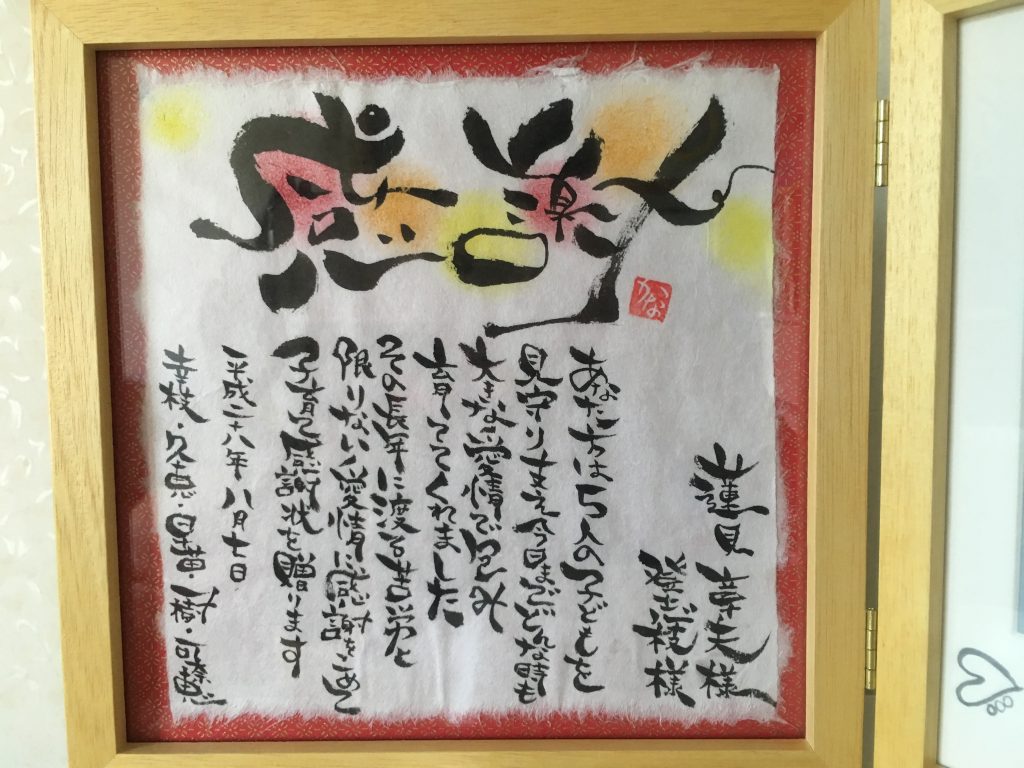 感謝
かな
蓮見 幸夫様
登志枝様
あなた方は5人の子どもを
見守り支え今日までどんな時も
大きな愛情で包み
育ててくれました
その長年に渡る苦労と
限りない愛情に感謝をこめて
子育て感謝状を贈ります
平成二十八年八月七日
幸枝・久恵・早苗・一樹・